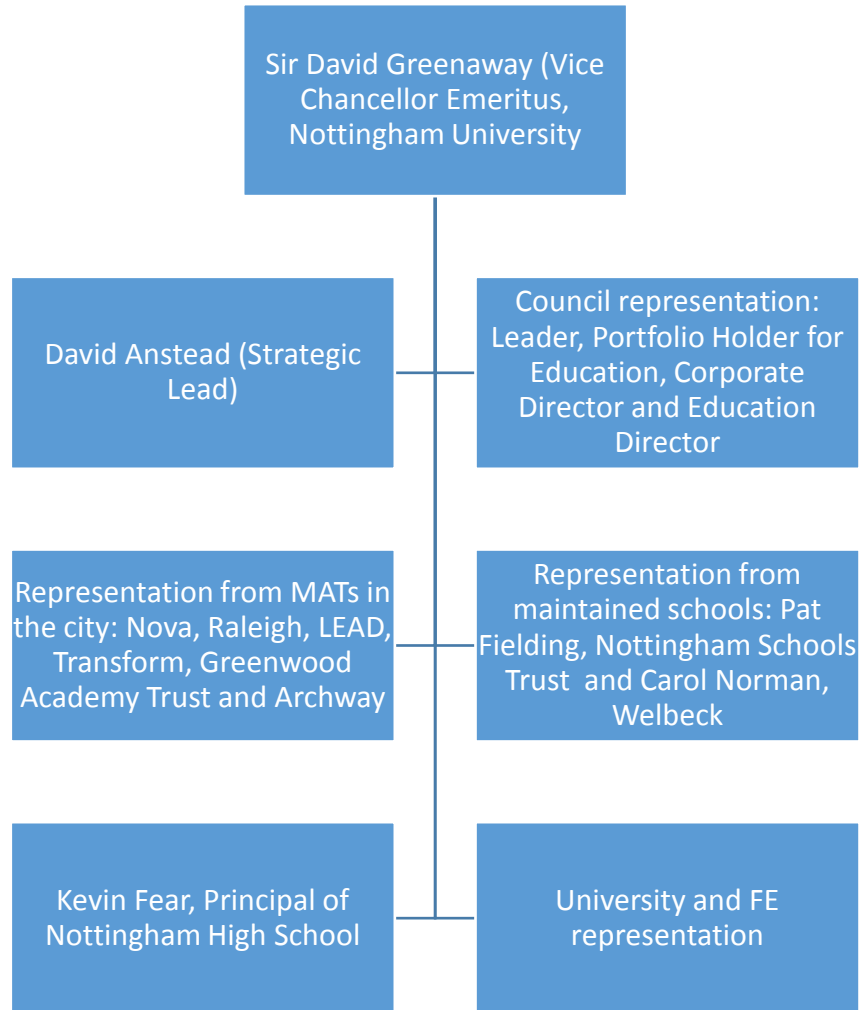 Sir David Greenaway (Vice
Chancellor Emeritus,
Nottingham University
David Anstead (Strategic
Lead)
Council representation:
Leader, Portfolio Holder for
Education, Corporate
Director and Education
Director
Representation from MATs in
the city: Nova, Raleigh, LEAD,
Transform, Greenwood
Academy Trust and Archway
Representation from
maintained schools: Pat
Fielding, Nottingham Schools
Trust  and Carol Norman,
Welbeck
Kevin Fear, Principal of
Nottingham High School
University and FE
representation